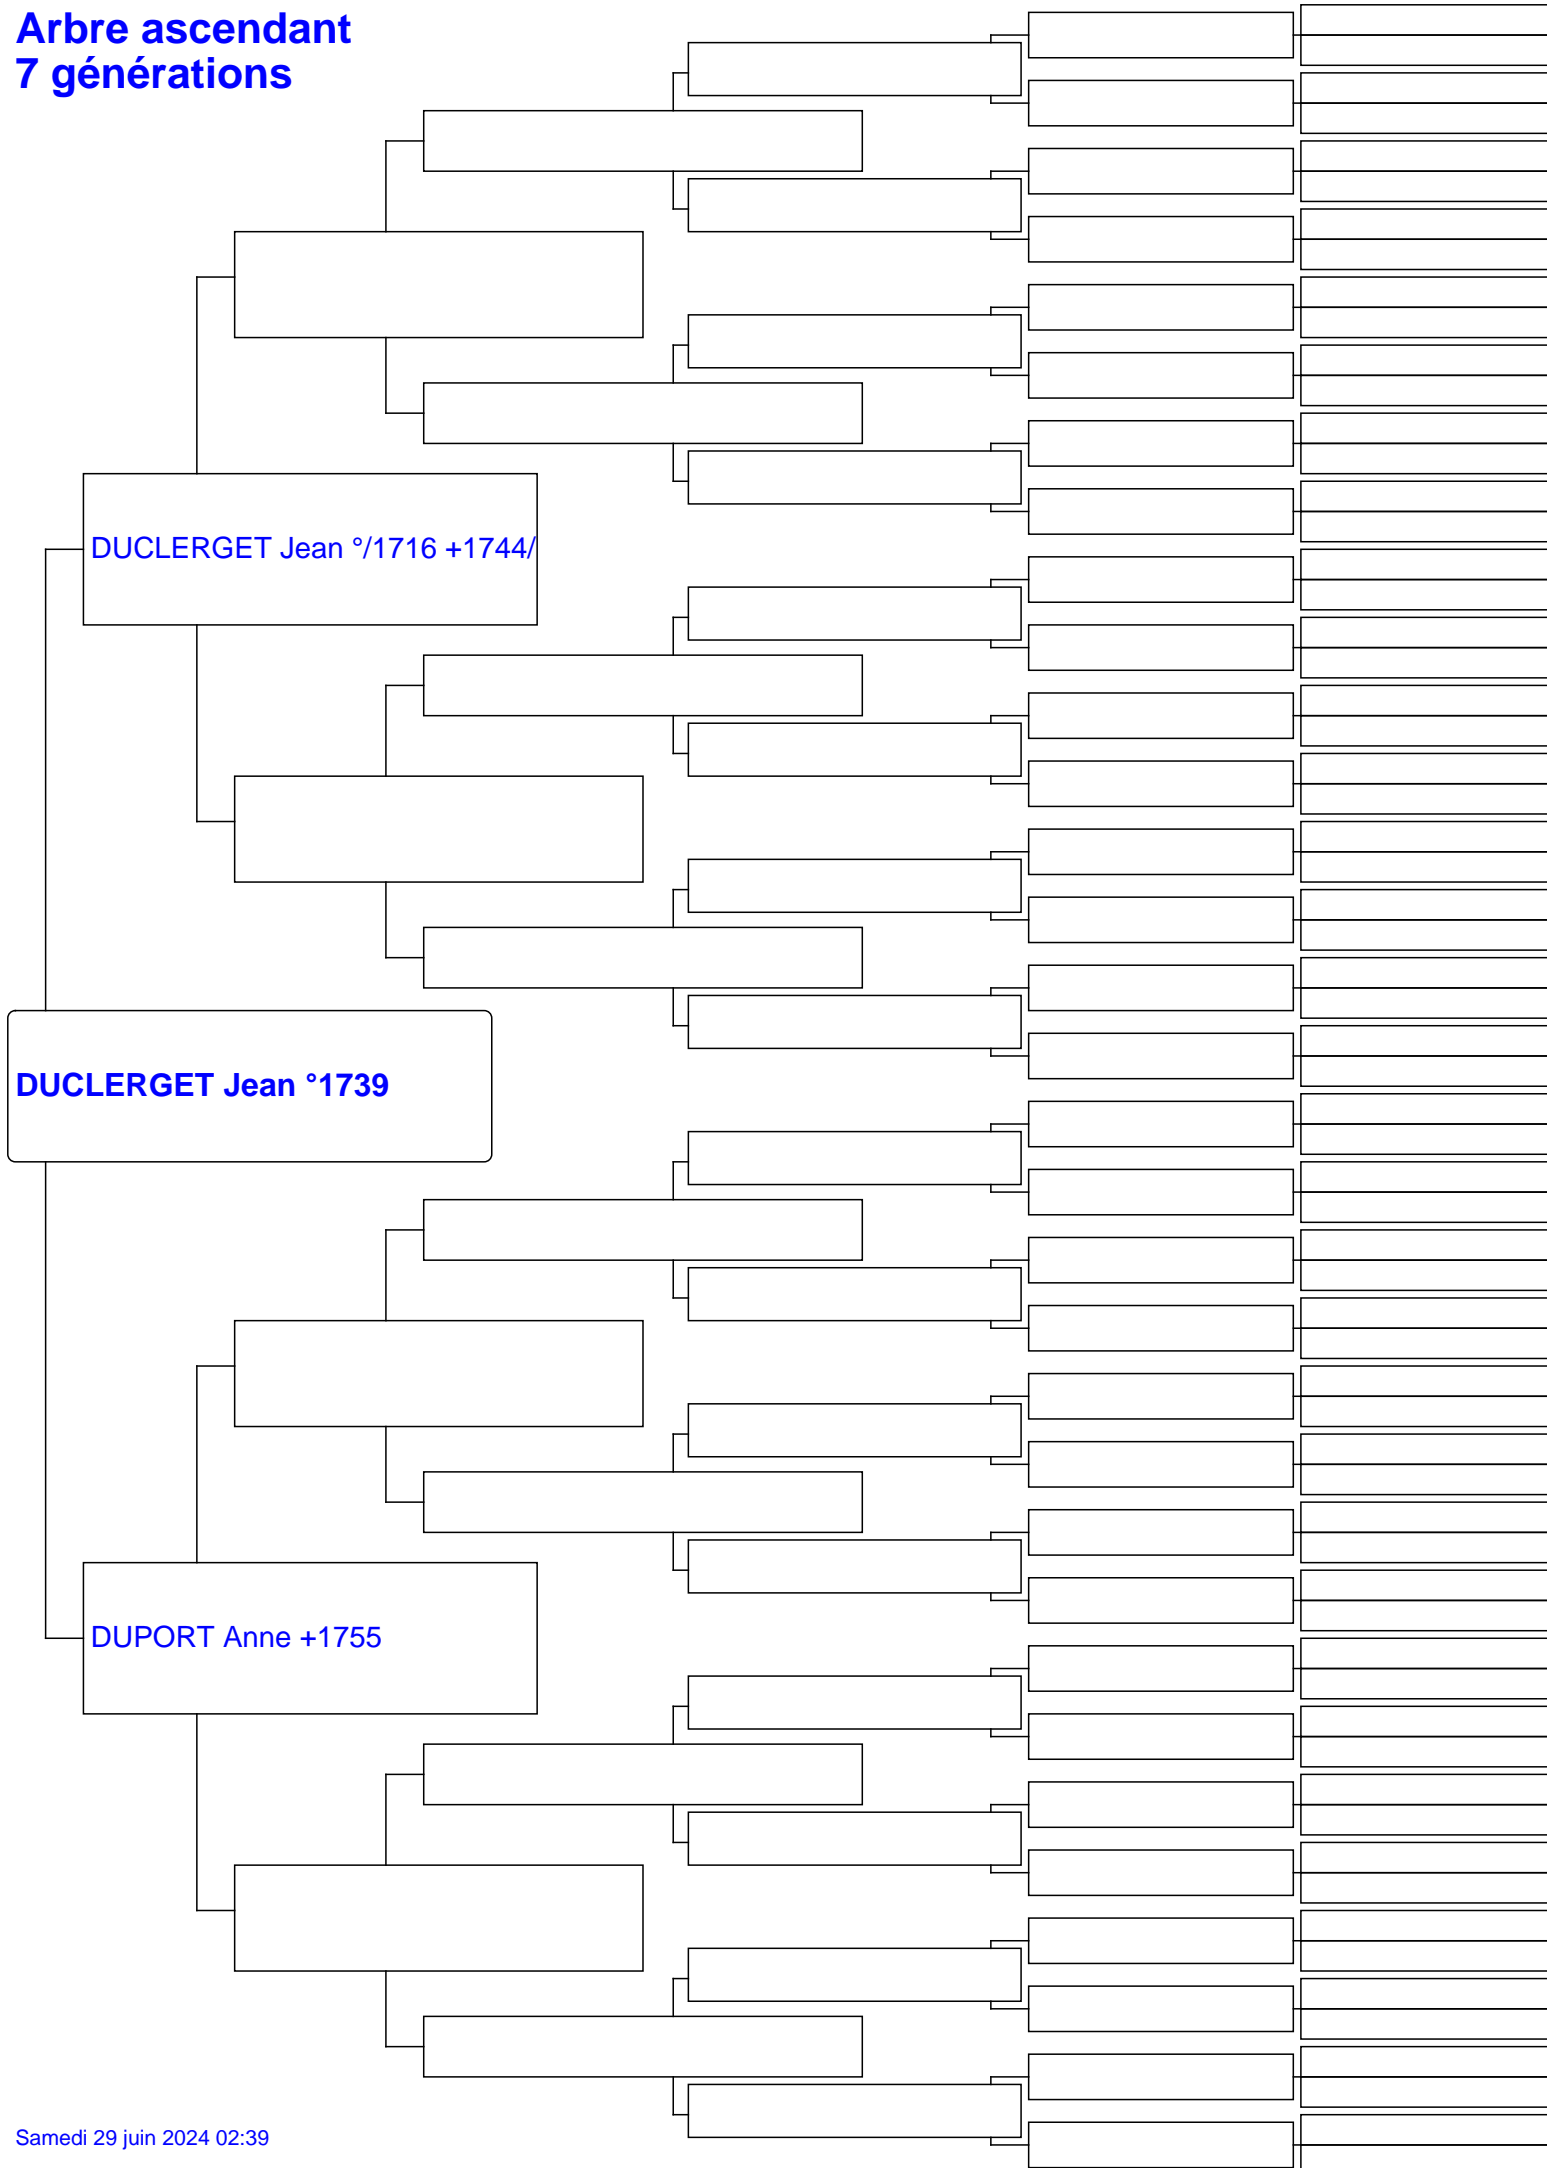 Arbre ascendant
7 générations
DUCLERGET Jean °/1716 +1744/
DUCLERGET Jean °1739
DUPORT Anne +1755
Samedi 29 juin 2024 02:39